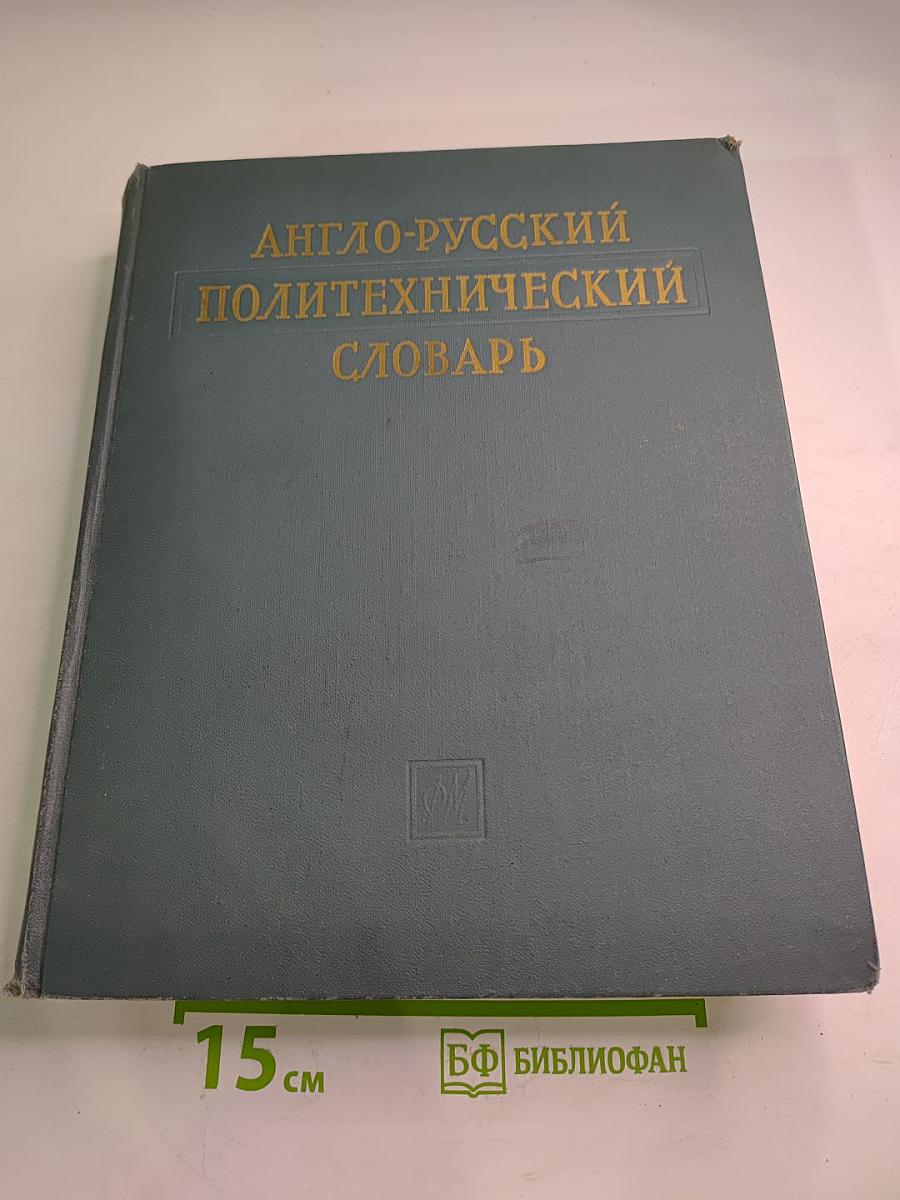 АНГЛО-РУССКИЙ
ПОЛИТЕХНИЧЕСКИЙ
СЛОВАРЬ
15 см
БФ БИБЛИОФАН